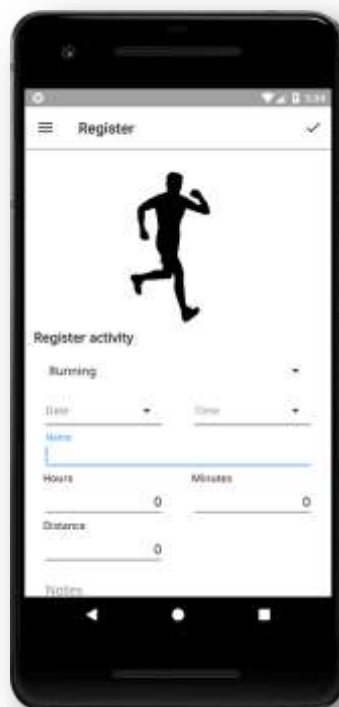 Register
Register activity
Running
Date Time
Name
Hours Minutes
0 0
Distance
0
Notes